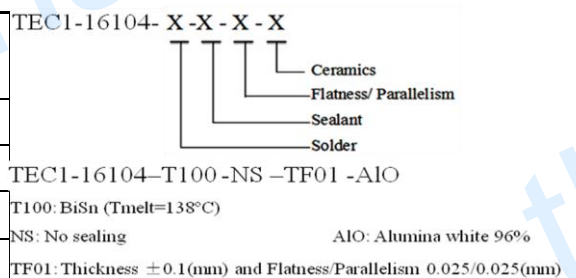 TEC1-16104- X -X - X - X
Ceramics
Flatness/ Parallelism
Sealant
Solder
TEC1-16104–T100 -NS –TF01 -AlO
T100: BiSn (Tmelt=138°C)
NS: No sealing AlO: Alumina white 96%
TF01: Thickness ±0.1(mm) and Flatness/Parallelism 0.025/0.025(mm)